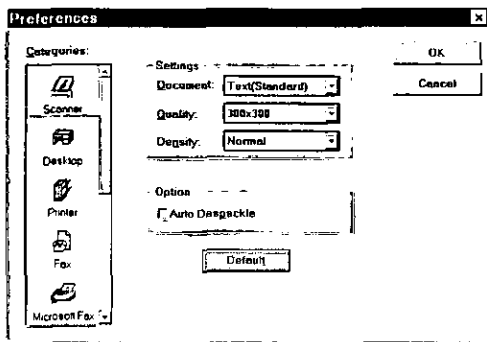 Preferences
Categories:
Scanner
Desktop
Printer
Fax
Microsoft Fax
Settings
Document: Text(Standard)
Quality: 300x300
Density: Normal
Option
Auto Despeckle
Default
OK
Cancel